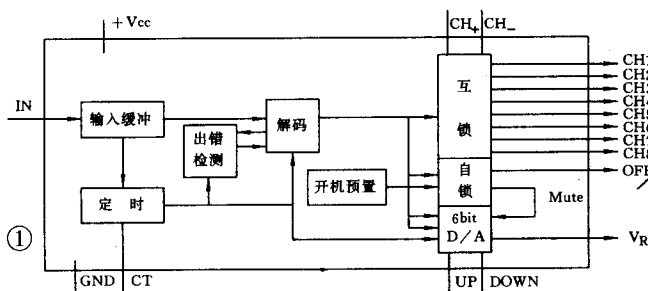 +Vcc
CH+ CH-
IN
输入缓冲
解码
出错
检测
定时
开机预置
互
锁
自
锁
6bit
D/A
Mute
CH1
CH2
CH3
CH4
CH5
CH6
CH7
CH8
OFF
VR
①
GND
CT
UP
DOWN